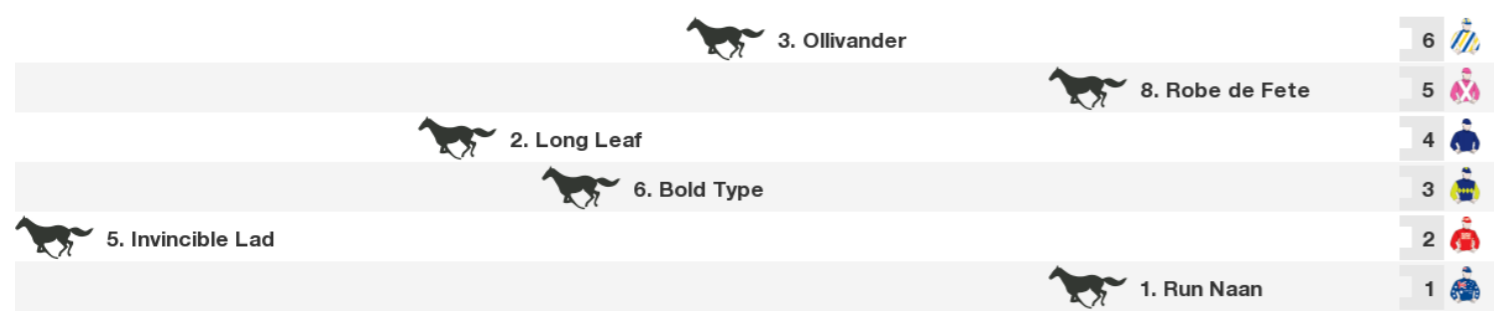 3. Ollivander 6
8. Robe de Fete 5
2. Long Leaf 4
6. Bold Type 3
5. Invincible Lad 2
1. Run Naan 1